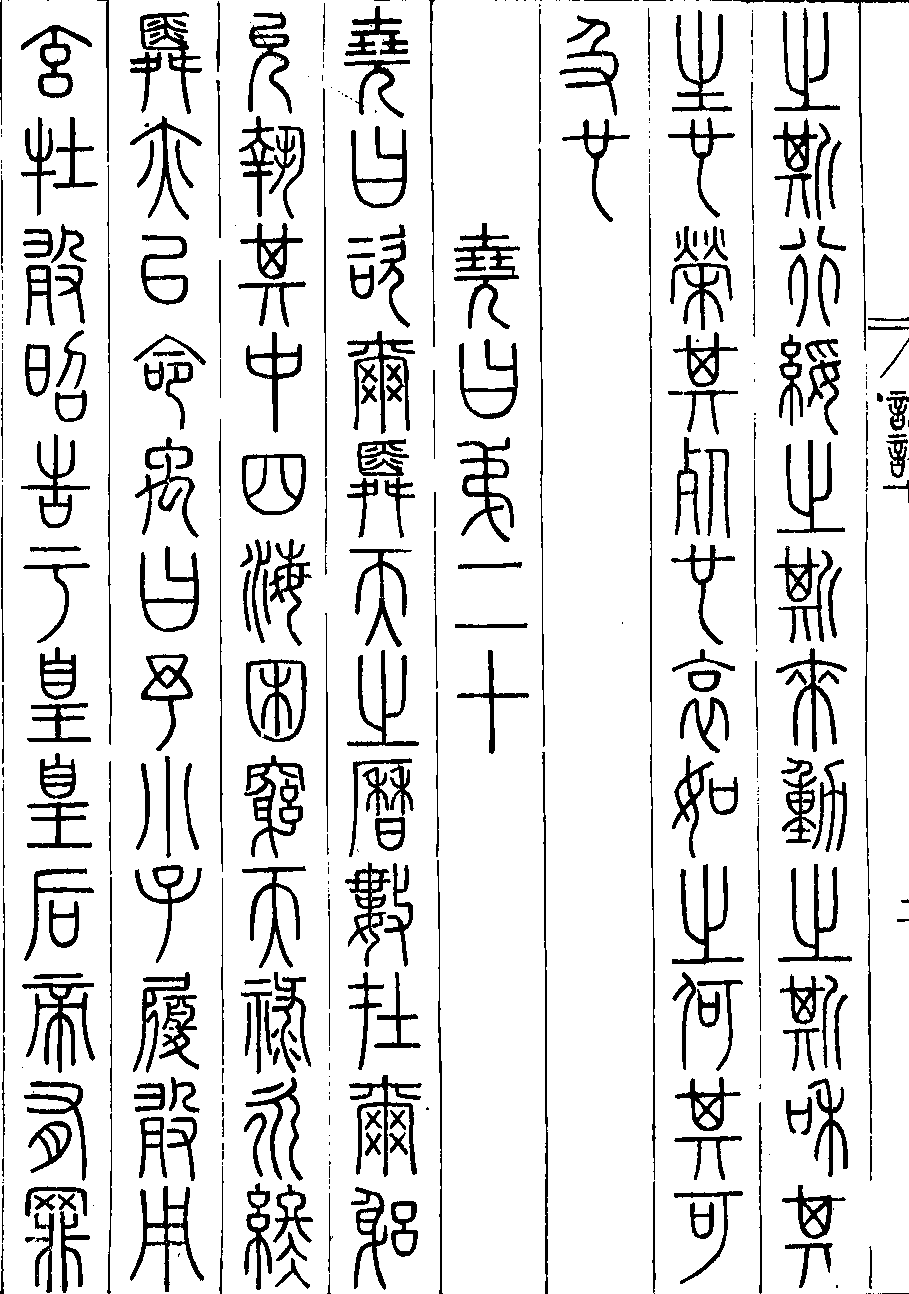 之斯行綏之斯來動之斯和其
生也榮其死也哀如之何其可
及也
堯曰弟二十
堯曰咨爾舜天之曆數在爾躬
允執其中四海困窮天祿永終
舜亦以命禹曰予小子履敢用
玄牡敢昭告于皇皇后帝有罪